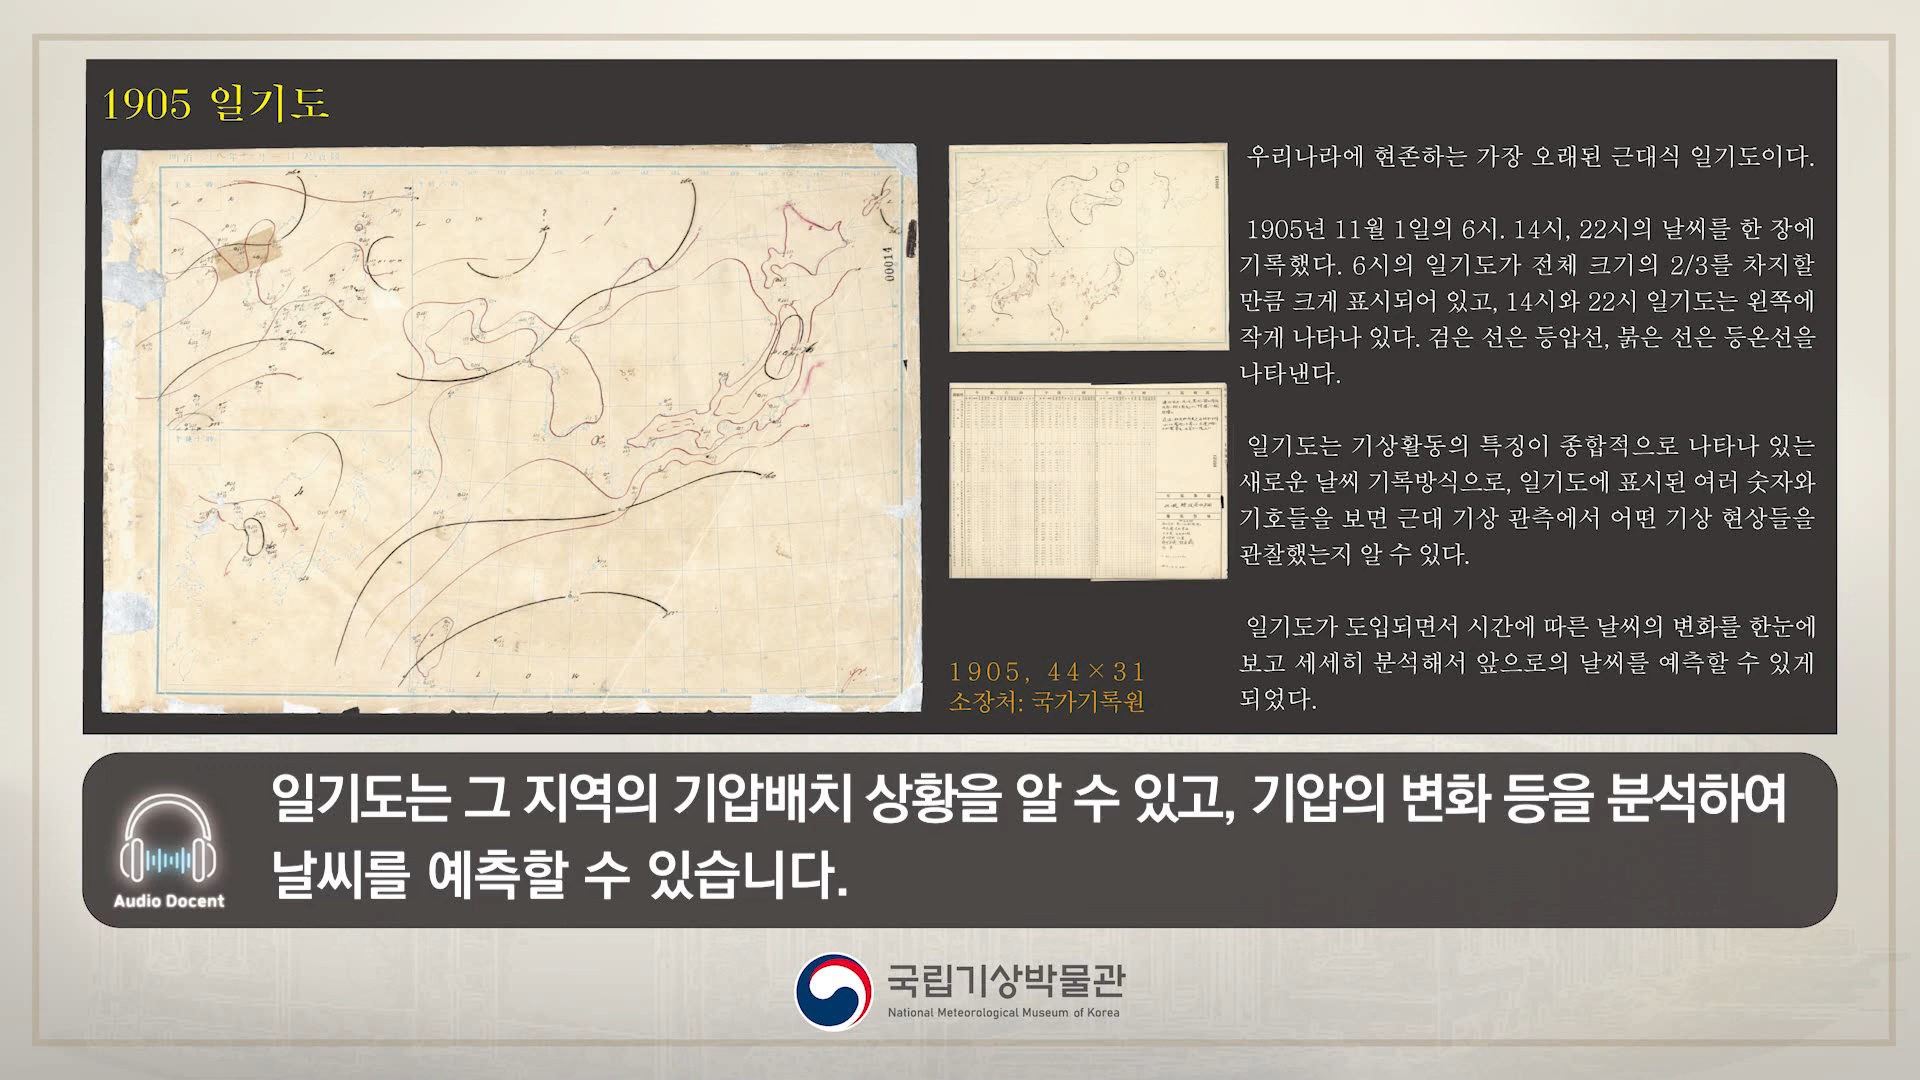 1905 일기도
00014
우리나라에 현존하는 가장 오래된 근대식 일기도이다.
1905년 11월 1일의 6시. 14시, 22시의 날씨를 한 장에
기록했다. 6시의 일기도가 전체 크기의 2/3를 차지할
만큼 크게 표시되어 있고, 14시와 22시 일기도는 왼쪽에
작게 나타나 있다. 검은 선은 등압선, 붉은 선은 등온선을
나타낸다.
일기도는 기상활동의 특징이 종합적으로 나타나 있는
새로운 날씨 기록방식으로, 일기도에 표시된 여러 숫자와
기호들을 보면 근대 기상 관측에서 어떤 기상 현상들을
관찰했는지 알 수 있다.
일기도가 도입되면서 시간에 따른 날씨의 변화를 한눈에
보고 세세히 분석해서 앞으로의 날씨를 예측할 수 있게
되었다.
1905, 44×31
소장처: 국가기록원
일기도는 그 지역의 기압배치 상황을 알 수 있고, 기압의 변화 등을 분석하여
날씨를 예측할 수 있습니다.
Audio Docent
국립기상박물관
National Meteorological Museum of Korea